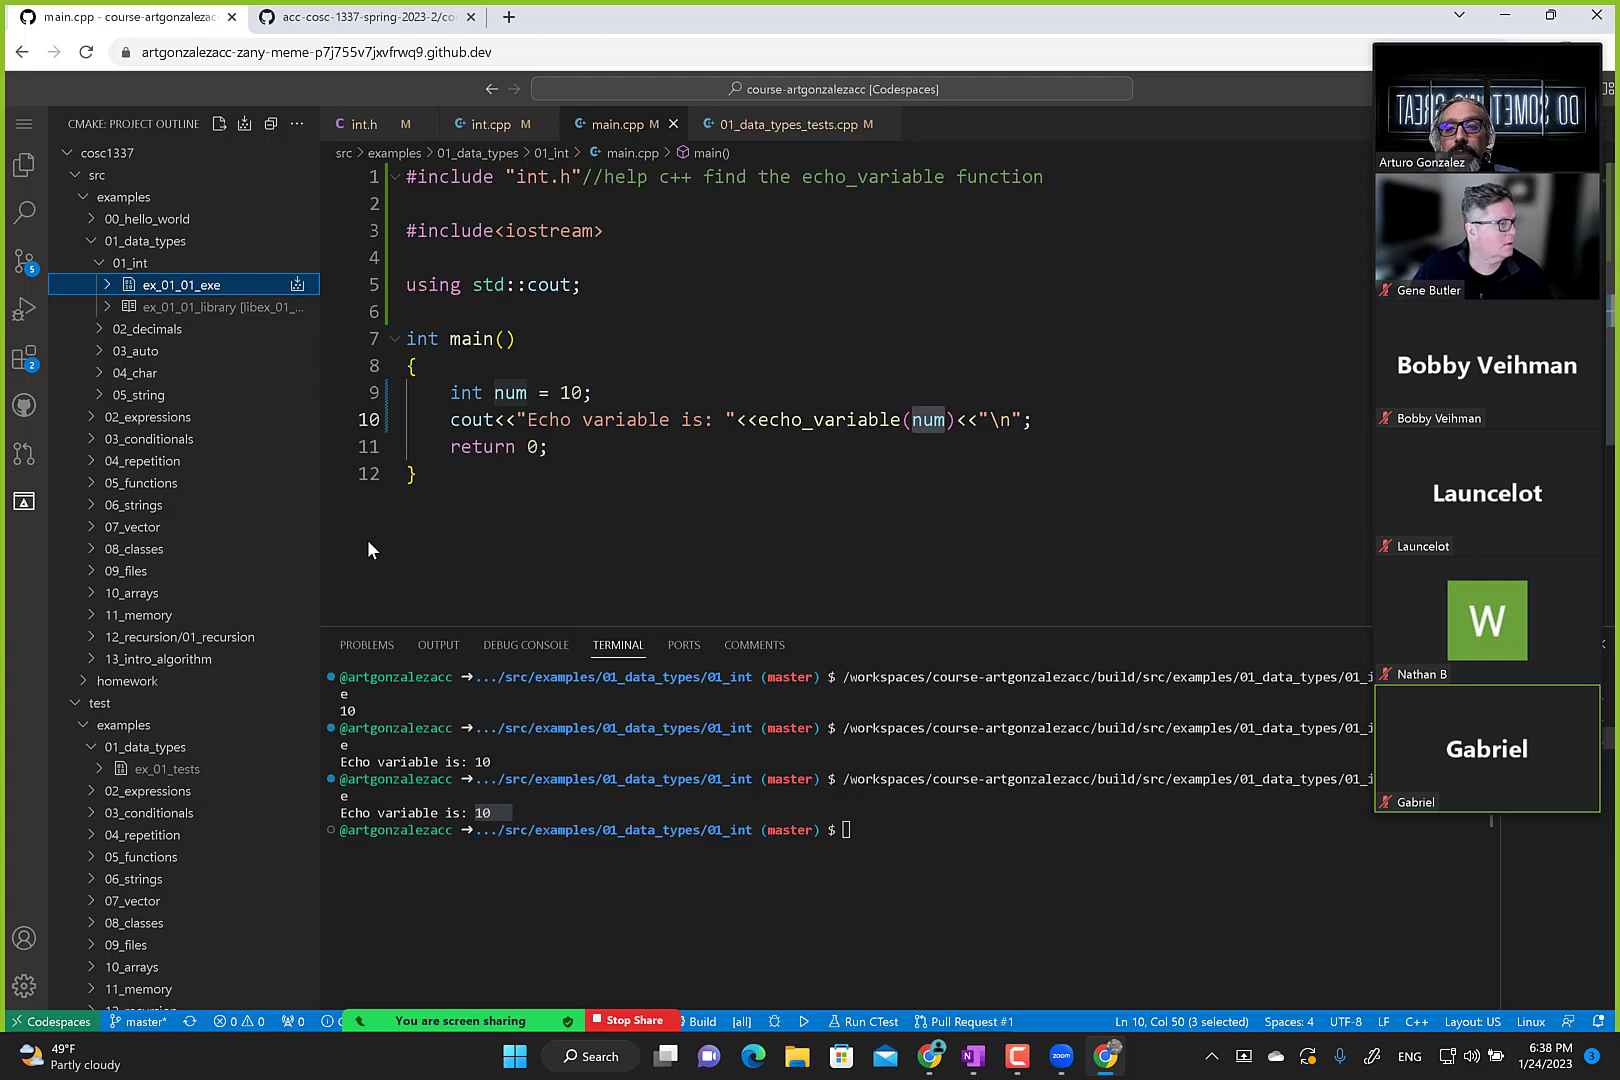 main.cpp - course-artgonzalezacc
acc-cosc-1337-spring-2023-2/co
artgonzalezacc-zany-meme-p7j755v7jxvfrwq9.github.dev
course-artgonzalezacc [Codespaces]
CMAKE: PROJECT OUTLINE
int.h M
int.cpp M
main.cpp M
01_data_types_tests.cpp M
src > examples > 01_data_types > 01_int > main.cpp > main()
cosc1337
src
examples
00_hello_world
01_data_types
01_int
ex_01_01_exe
ex_01_01_library [libex_01_...
02_decimals
03_auto
04_char
05_string
02_expressions
03_conditionals
04_repetition
05_functions
06_strings
07_vector
08_classes
09_files
10_arrays
11_memory
12_recursion/01_recursion
13_intro_algorithm
homework
test
examples
01_data_types
ex_01_tests
02_expressions
03_conditionals
04_repetition
05_functions
06_strings
07_vector
08_classes
09_files
10_arrays
11_memory
5
2
1 #include "int.h"//help c++ find the echo_variable function
2
3 #include<iostream>
4
5 using std::cout;
6
7 int main()
8 {
9 int num = 10;
10 cout<<"Echo variable is: "<<echo_variable(num)<<"\n";
11 return 0;
12 }
PROBLEMS OUTPUT DEBUG CONSOLE TERMINAL PORTS COMMENTS
@artgonzalezacc →.../src/examples/01_data_types/01_int (master) $ /workspaces/course-artgonzalezacc/build/src/examples/01_data_types/01_i
e
10
@artgonzalezacc →.../src/examples/01_data_types/01_int (master) $ /workspaces/course-artgonzalezacc/build/src/examples/01_data_types/01_i
e
Echo variable is: 10
@artgonzalezacc →.../src/examples/01_data_types/01_int (master) $ /workspaces/course-artgonzalezacc/build/src/examples/01_data_types/01_i
e
Echo variable is: 10
@artgonzalezacc →.../src/examples/01_data_types/01_int (master) $
Arturo Gonzalez
Gene Butler
Bobby Veihman
Bobby Veihman
Launcelot
Launcelot
W
Nathan B
Gabriel
Gabriel
Codespaces master* 0 0 0 You are screen sharing Stop Share Build [all] Run CTest Pull Request #1 Ln 10, Col 50 (3 selected) Spaces: 4 UTF-8 LF C++ Layout: US Linux
49°F
Partly cloudy
Search
zoom
ENG
6:38 PM
1/24/2023
3